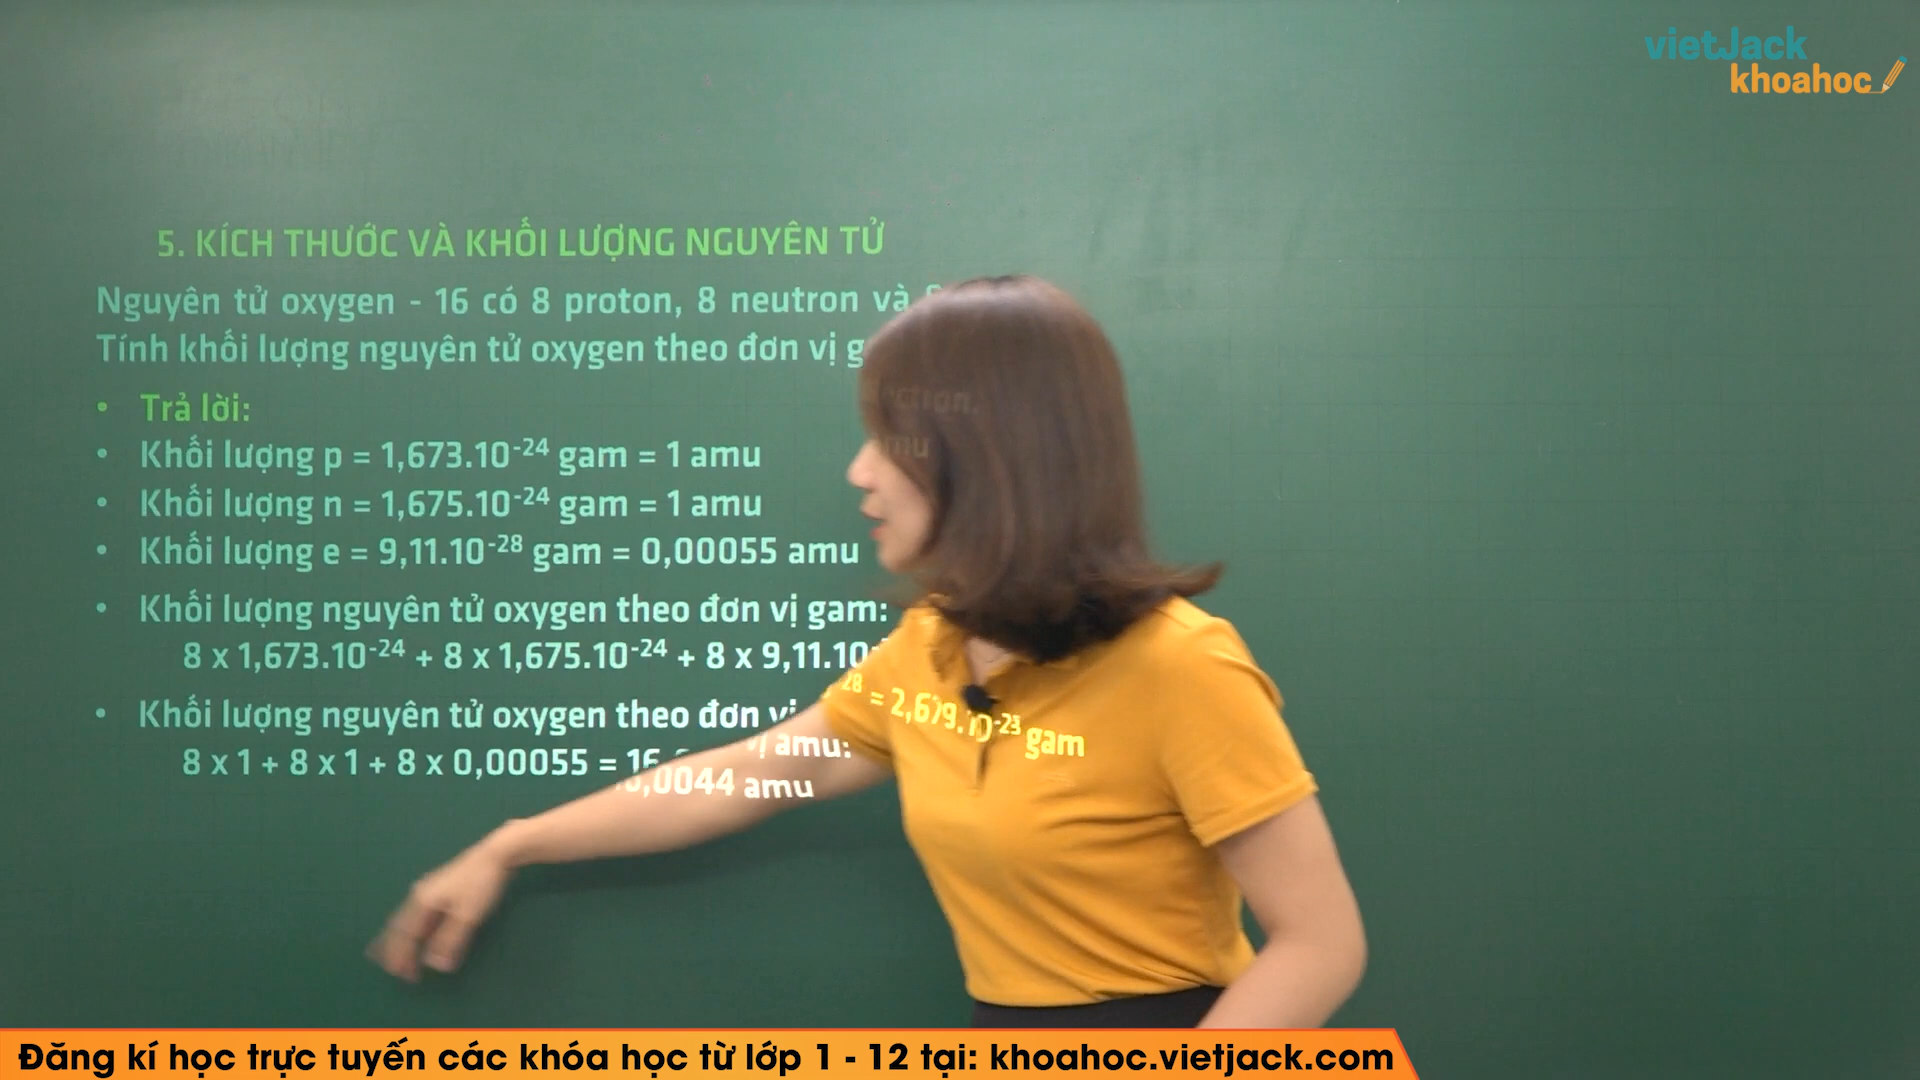 vietJack
khoahoc
5. KÍCH THƯỚC VÀ KHỐI LƯỢNG NGUYÊN TỬ
Nguyên tử oxygen - 16 có 8 proton, 8 neutron và
Tính khối lượng nguyên tử oxygen theo đơn vị g
• Trả lời:
• Khối lượng p = 1,673.10⁻²⁴ gam = 1 amu
• Khối lượng n = 1,675.10⁻²⁴ gam = 1 amu
• Khối lượng e = 9,11.10⁻²⁸ gam = 0,00055 amu
• Khối lượng nguyên tử oxygen theo đơn vị gam:
8 x 1,673.10⁻²⁴ + 8 x 1,675.10⁻²⁴ + 8 x 9,11.10⁻²⁸ = 2,679.10⁻²³ gam
• Khối lượng nguyên tử oxygen theo đơn vị amu:
8 x 1 + 8 x 1 + 8 x 0,00055 = 16,0044 amu
Đăng kí học trực tuyến các khóa học từ lớp 1 - 12 tại: khoahoc.vietjack.com